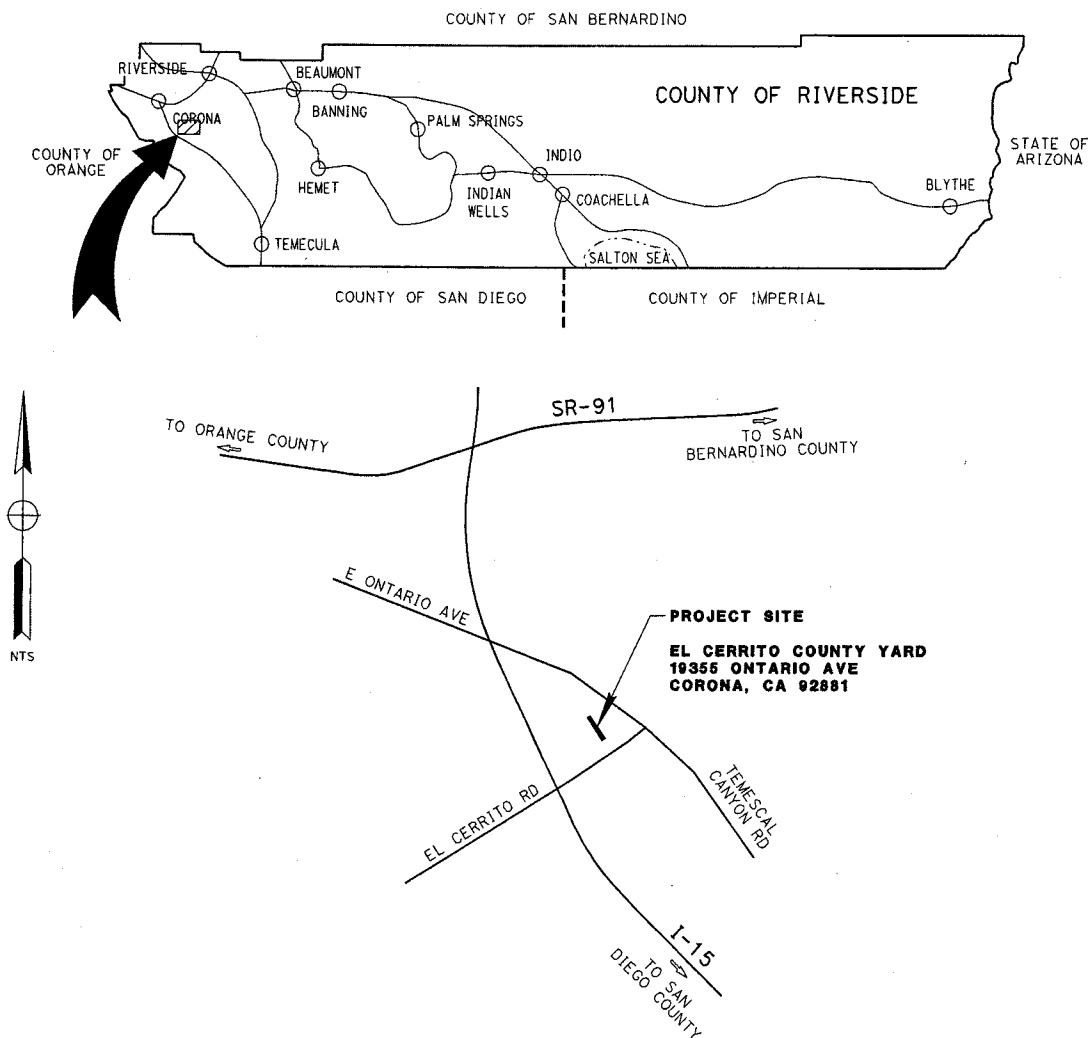 COUNTY OF SAN BERNARDINO
RIVERSIDE
BEAUMONT
BANNING
COUNTY OF RIVERSIDE
CORONA
PALM SPRINGS
COUNTY OF
ORANGE
STATE OF
ARIZONA
HEMET
INDIO
INDIAN
WELLS
COACHELLA
BLYTHE
TEMECULA
SALTON SEA
COUNTY OF SAN DIEGO
COUNTY OF IMPERIAL
SR-91
TO ORANGE COUNTY
TO SAN
BERNARDINO COUNTY
NTS
E ONTARIO AVE
PROJECT SITE
EL CERRITO COUNTY YARD
19355 ONTARIO AVE
CORONA, CA 92881
TEMESCAL
CANYON RD
EL CERRITO RD
I-15
TO SAN
DIEGO COUNTY